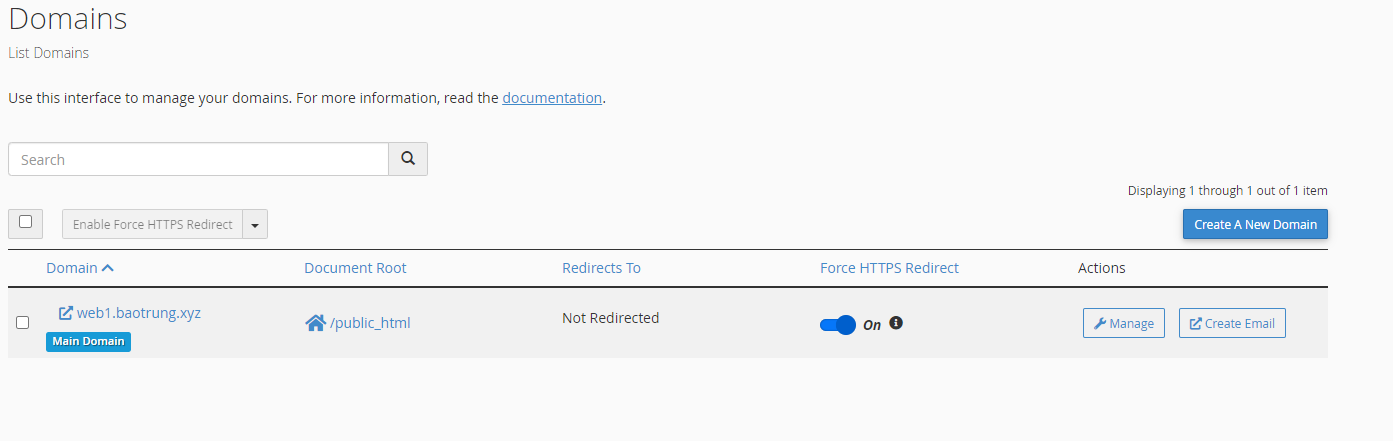 Domains
List Domains
Use this interface to manage your domains. For more information, read the documentation.
Search
Displaying 1 through 1 out of 1 item
Enable Force HTTPS Redirect
Create A New Domain
Domain Document Root Redirects To Force HTTPS Redirect Actions
web1.baotrung.xyz /public_html Not Redirected On Manage Create Email
Main Domain